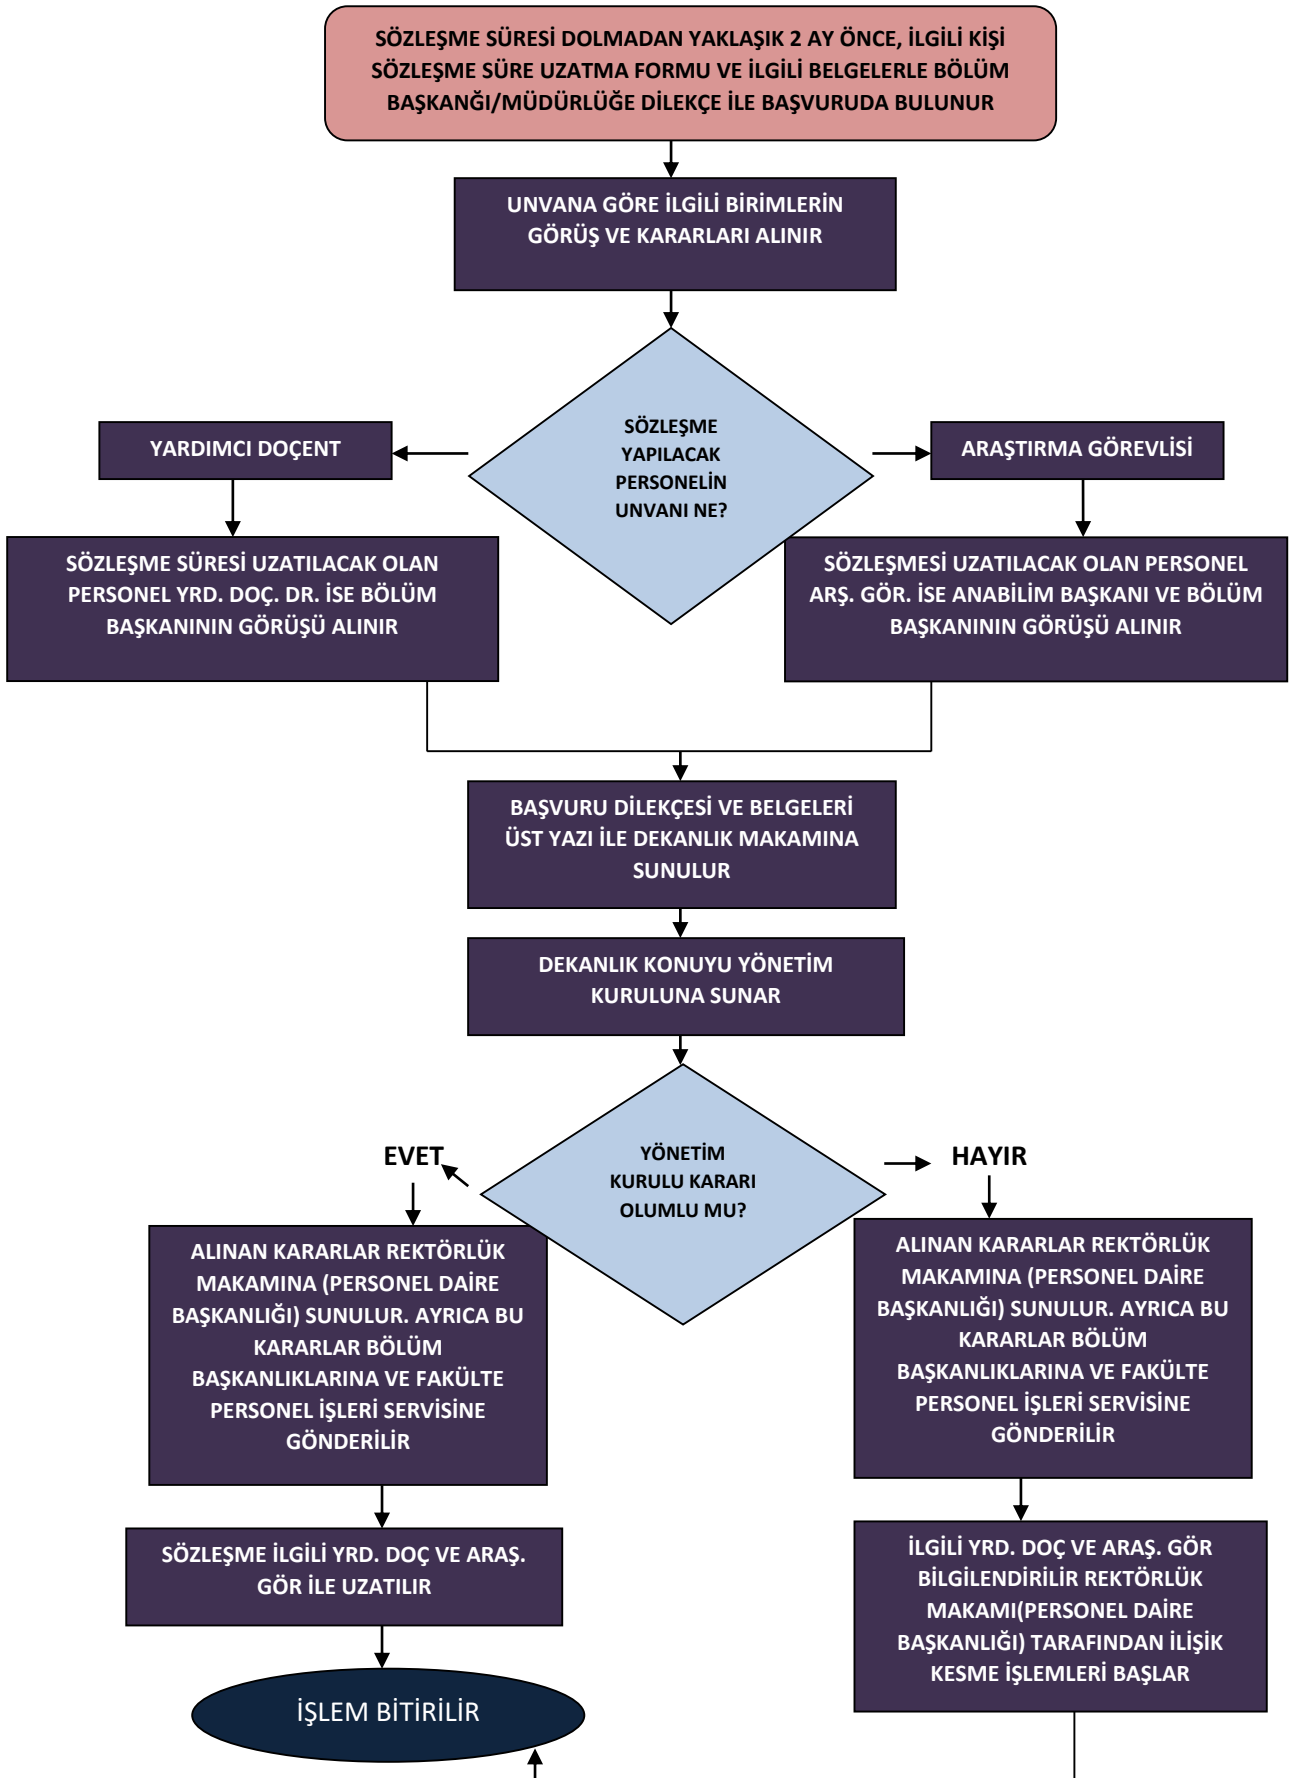 SÖZLEŞME SÜRESİ DOLMADAN YAKLAŞIK 2 AY ÖNCE, İLGİLİ KİŞİ
SÖZLEŞME SÜRE UZATMA FORMU VE İLGİLİ BELGELERLE BÖLÜM
BAŞKANĞI/MÜDÜRLÜĞE DİLEKÇE İLE BAŞVURUDA BULUNUR
UNVANA GÖRE İLGİLİ BİRİMLERİN
GÖRÜŞ VE KARARLARI ALINIR
SÖZLEŞME
YAPILACAK
PERSONELİN
UNVANI NE?
YARDIMCI DOÇENT
ARAŞTIRMA GÖREVLİSİ
SÖZLEŞME SÜRESİ UZATILACAK OLAN
PERSONEL YRD. DOÇ. DR. İSE BÖLÜM
BAŞKANININ GÖRÜŞÜ ALINIR
SÖZLEŞMESİ UZATILACAK OLAN PERSONEL
ARŞ. GÖR. İSE ANABİLİM BAŞKANI VE BÖLÜM
BAŞKANININ GÖRÜŞÜ ALINIR
BAŞVURU DİLEKÇESİ VE BELGELERİ
ÜST YAZI İLE DEKANLIK MAKAMINA
SUNULUR
DEKANLIK KONUYU YÖNETİM
KURULUNA SUNAR
YÖNETİM
KURULU KARARI
OLUMLU MU?
EVET
HAYIR
ALINAN KARARLAR REKTÖRLÜK
MAKAMINA (PERSONEL DAİRE
BAŞKANLIĞI) SUNULUR. AYRICA BU
KARARLAR BÖLÜM
BAŞKANLIKLARINA VE FAKÜLTE
PERSONEL İŞLERİ SERVİSİNE
GÖNDERİLİR
ALINAN KARARLAR REKTÖRLÜK
MAKAMINA (PERSONEL DAİRE
BAŞKANLIĞI) SUNULUR. AYRICA BU
KARARLAR BÖLÜM
BAŞKANLIKLARINA VE FAKÜLTE
PERSONEL İŞLERİ SERVİSİNE
GÖNDERİLİR
SÖZLEŞME İLGİLİ YRD. DOÇ VE ARAŞ.
GÖR İLE UZATILIR
İLGİLİ YRD. DOÇ VE ARAŞ. GÖR
BİLGİLENDİRİLİR REKTÖRLÜK
MAKAMI(PERSONEL DAİRE
BAŞKANLIĞI) TARAFINDAN İLİŞİK
KESME İŞLEMLERİ BAŞLAR
İŞLEM BİTİRİLİR